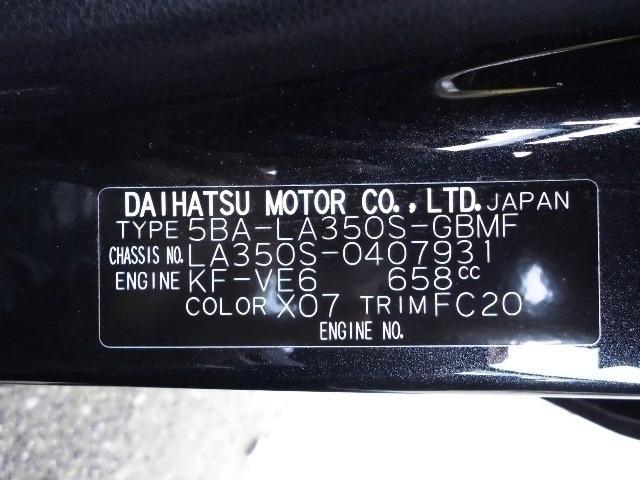 DAIHATSU MOTOR CO., LTD. JAPAN
TYPE 5BA-LA350S-GBMF
CHASSIS NO. LA350S-0407931
ENGINE KF-VE6 658cc
COLOR X07 TRIM FC20
ENGINE NO.